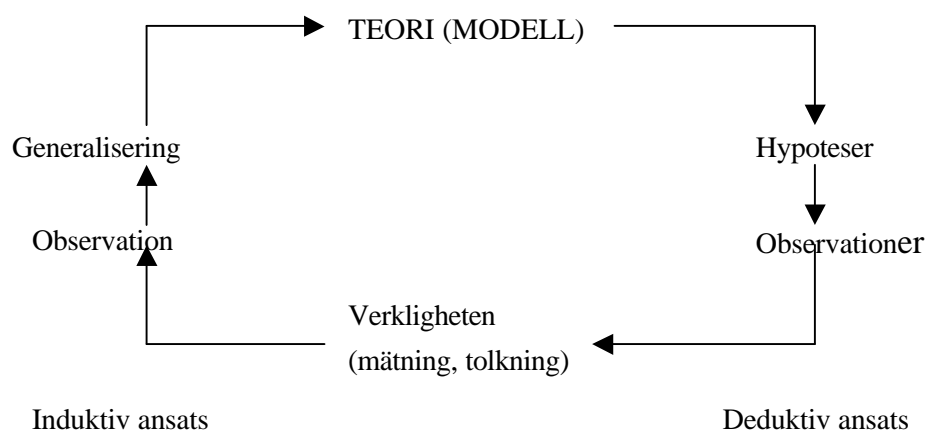 TEORI (MODELL)
Generalisering
Hypoteser
Observation
Observationer
Verkligheten
(mätning, tolkning)
Induktiv ansats
Deduktiv ansats